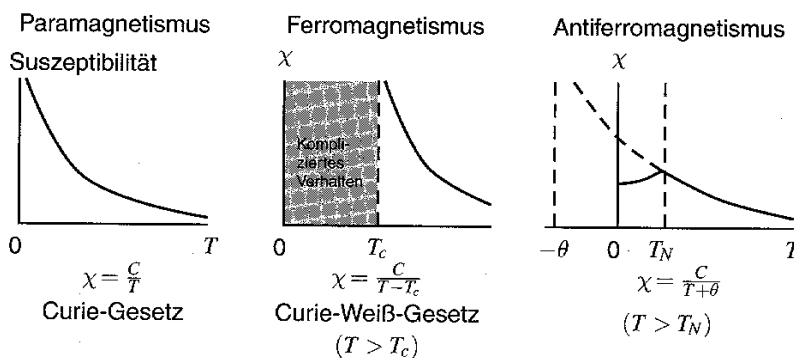 Paramagnetismus
Suszeptibilität
0
T
χ = C/T
Curie-Gesetz
Ferromagnetismus
χ
Kompli-
ziertes
Verhalten
0
T_c
χ = C/(T−T_c)
Curie-Weiß-Gesetz
(T > T_c)
Antiferromagnetismus
χ
−θ
0
T_N
T
χ = C/(T+θ)
(T > T_N)